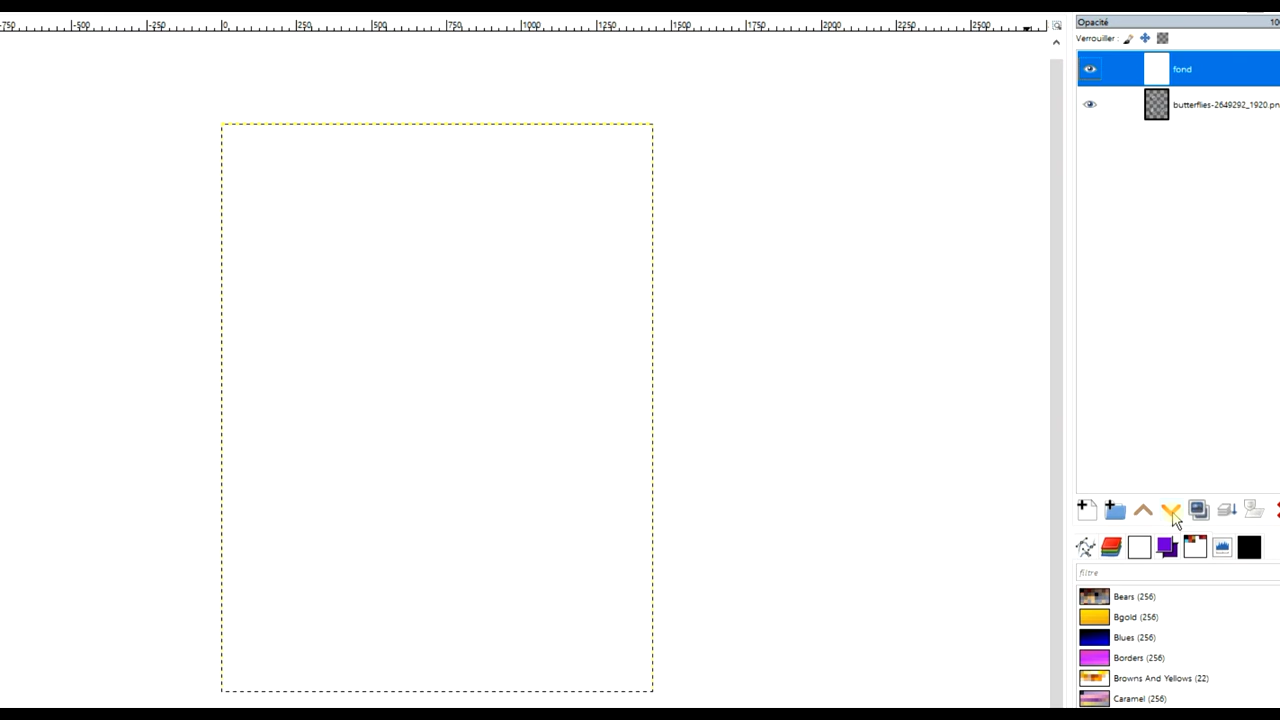 -750 -500 -250 0 250 500 750 1000 1250 1500 1750 2000 2250 2500
Opacité 10
Verrouiller :
fond
butterflies-2649292_1920.pn
filtre
Bears (256)
Bgold (256)
Blues (256)
Borders (256)
Browns And Yellows (22)
Caramel (256)